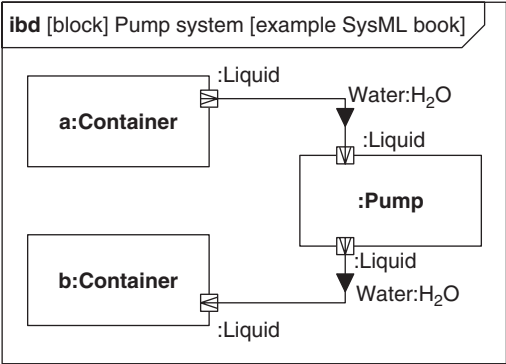 ibd [block] Pump system [example SysML book]
:Liquid
Water:H₂O
a:Container
:Liquid
:Pump
:Liquid
b:Container
Water:H₂O
:Liquid